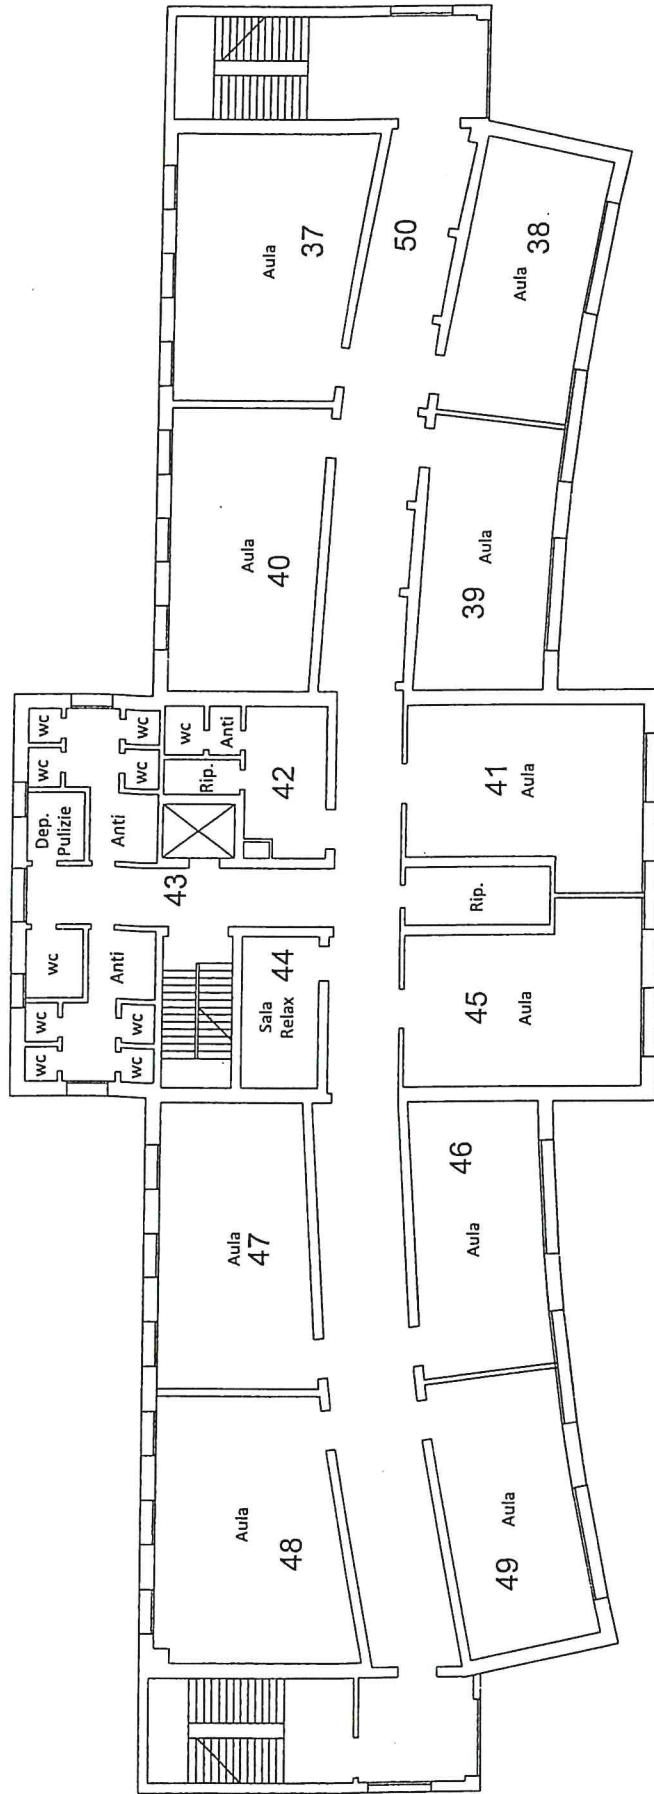 wc
wc
wc
Dep.
Pulizie
wc
wc
Anti
Anti
wc
wc
wc
wc
43
wc
Rip.
Anti
Aula
48
Aula
47
Sala
Relax
44
42
Aula
40
Aula
37
50
49
Aula
Aula
46
45
Aula
Rip.
41
Aula
39
Aula
Aula
38